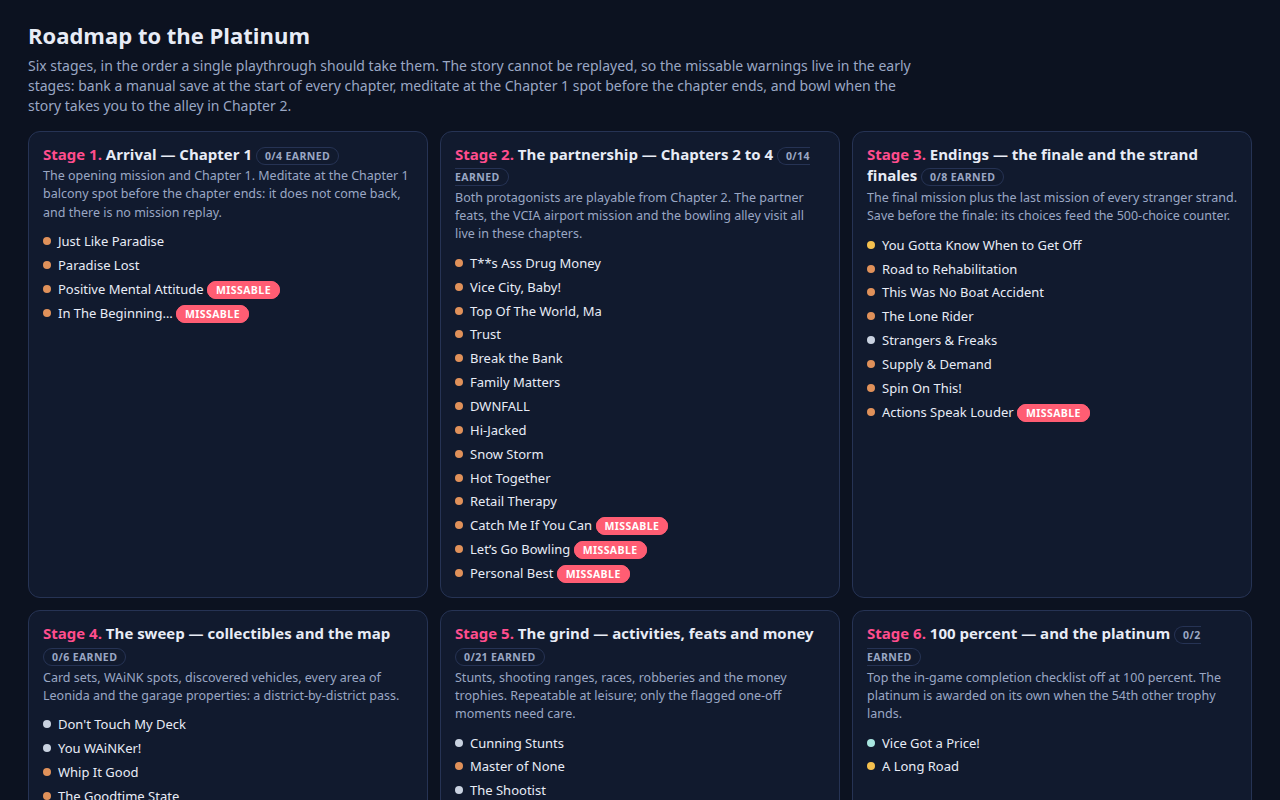 Roadmap to the Platinum
Six stages, in the order a single playthrough should take them. The story cannot be replayed, so the missable warnings live in the early
stages: bank a manual save at the start of every chapter, meditate at the Chapter 1 spot before the chapter ends, and bowl when the
story takes you to the alley in Chapter 2.
Stage 1. Arrival — Chapter 1 0/4 EARNED
The opening mission and Chapter 1. Meditate at the Chapter 1
balcony spot before the chapter ends: it does not come back,
and there is no mission replay.
Just Like Paradise
Paradise Lost
Positive Mental Attitude MISSABLE
In The Beginning... MISSABLE
Stage 2. The partnership — Chapters 2 to 4 0/14
EARNED
Both protagonists are playable from Chapter 2. The partner
feats, the VCIA airport mission and the bowling alley visit all
live in these chapters.
T**s Ass Drug Money
Vice City, Baby!
Top Of The World, Ma
Trust
Break the Bank
Family Matters
DWNFALL
Hi-Jacked
Snow Storm
Hot Together
Retail Therapy
Catch Me If You Can MISSABLE
Let's Go Bowling MISSABLE
Personal Best MISSABLE
Stage 3. Endings — the finale and the strand
finales 0/8 EARNED
The final mission plus the last mission of every stranger strand.
Save before the finale: its choices feed the 500-choice counter.
You Gotta Know When to Get Off
Road to Rehabilitation
This Was No Boat Accident
The Lone Rider
Strangers & Freaks
Supply & Demand
Spin On This!
Actions Speak Louder MISSABLE
Stage 4. The sweep — collectibles and the map
0/6 EARNED
Card sets, WAiNK spots, discovered vehicles, every area of
Leonida and the garage properties: a district-by-district pass.
Don't Touch My Deck
You WAiNKer!
Whip It Good
The Goodtime State
Stage 5. The grind — activities, feats and money
0/21 EARNED
Stunts, shooting ranges, races, robberies and the money
trophies. Repeatable at leisure; only the flagged one-off
moments need care.
Cunning Stunts
Master of None
The Shootist
Stage 6. 100 percent — and the platinum 0/2
EARNED
Top the in-game completion checklist off at 100 percent. The
platinum is awarded on its own when the 54th other trophy
lands.
Vice Got a Price!
A Long Road